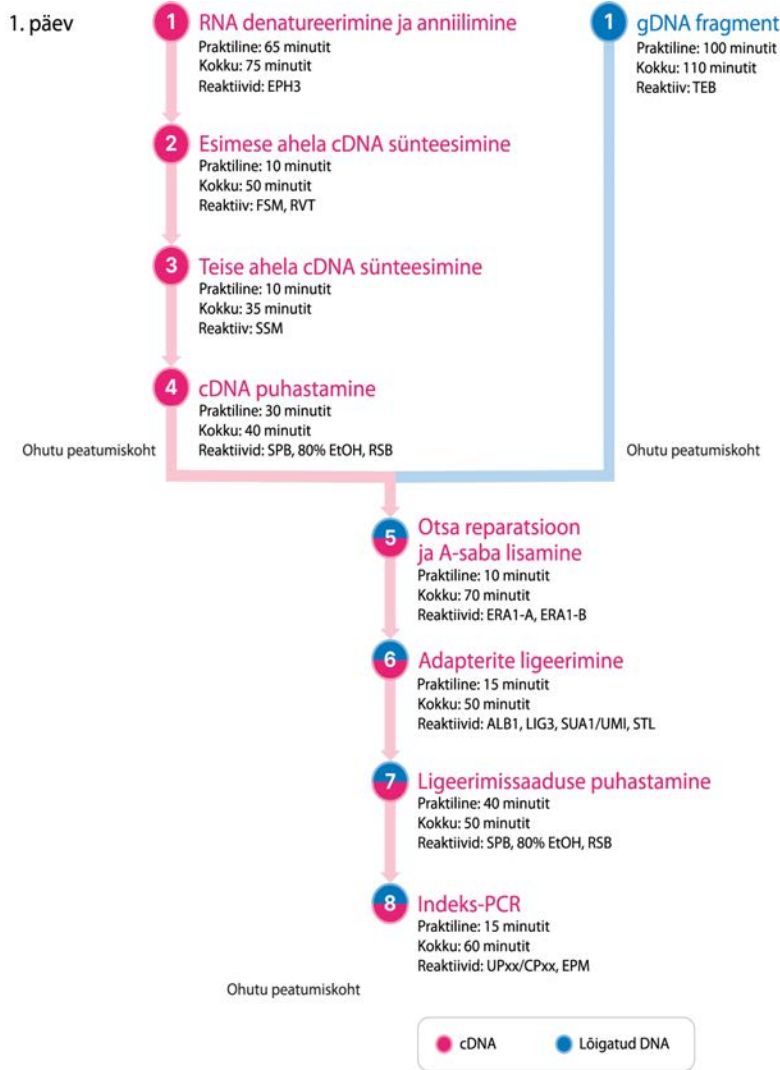 1. päev
1 RNA denatureerimine ja anniilimine
Praktiline: 65 minutit
Kokku: 75 minutit
Reaktiivid: EPH3
1 gDNA fragment
Praktiline: 100 minutit
Kokku: 110 minutit
Reaktiiv: TEB
2 Esimese ahela cDNA sünteesimine
Praktiline: 10 minutit
Kokku: 50 minutit
Reaktiiv: FSM, RVT
3 Teise ahela cDNA sünteesimine
Praktiline: 10 minutit
Kokku: 35 minutit
Reaktiiv: SSM
4 cDNA puhastamine
Praktiline: 30 minutit
Kokku: 40 minutit
Reaktiivid: SPB, 80% EtOH, RSB
Ohutu peatumiskoht
Ohutu peatumiskoht
5 Otsa reparatsioon
ja A-saba lisamine
Praktiline: 10 minutit
Kokku: 70 minutit
Reaktiivid: ERA1-A, ERA1-B
6 Adapterite ligeerimine
Praktiline: 15 minutit
Kokku: 50 minutit
Reaktiivid: ALB1, LIG3, SUA1/UMI, STL
7 Ligeerimissaaduse puhastamine
Praktiline: 40 minutit
Kokku: 50 minutit
Reaktiivid: SPB, 80% EtOH, RSB
8 Indeks-PCR
Praktiline: 15 minutit
Kokku: 60 minutit
Reaktiivid: UPxx/CPxx, EPM
Ohutu peatumiskoht
cDNA
Lõigatud DNA